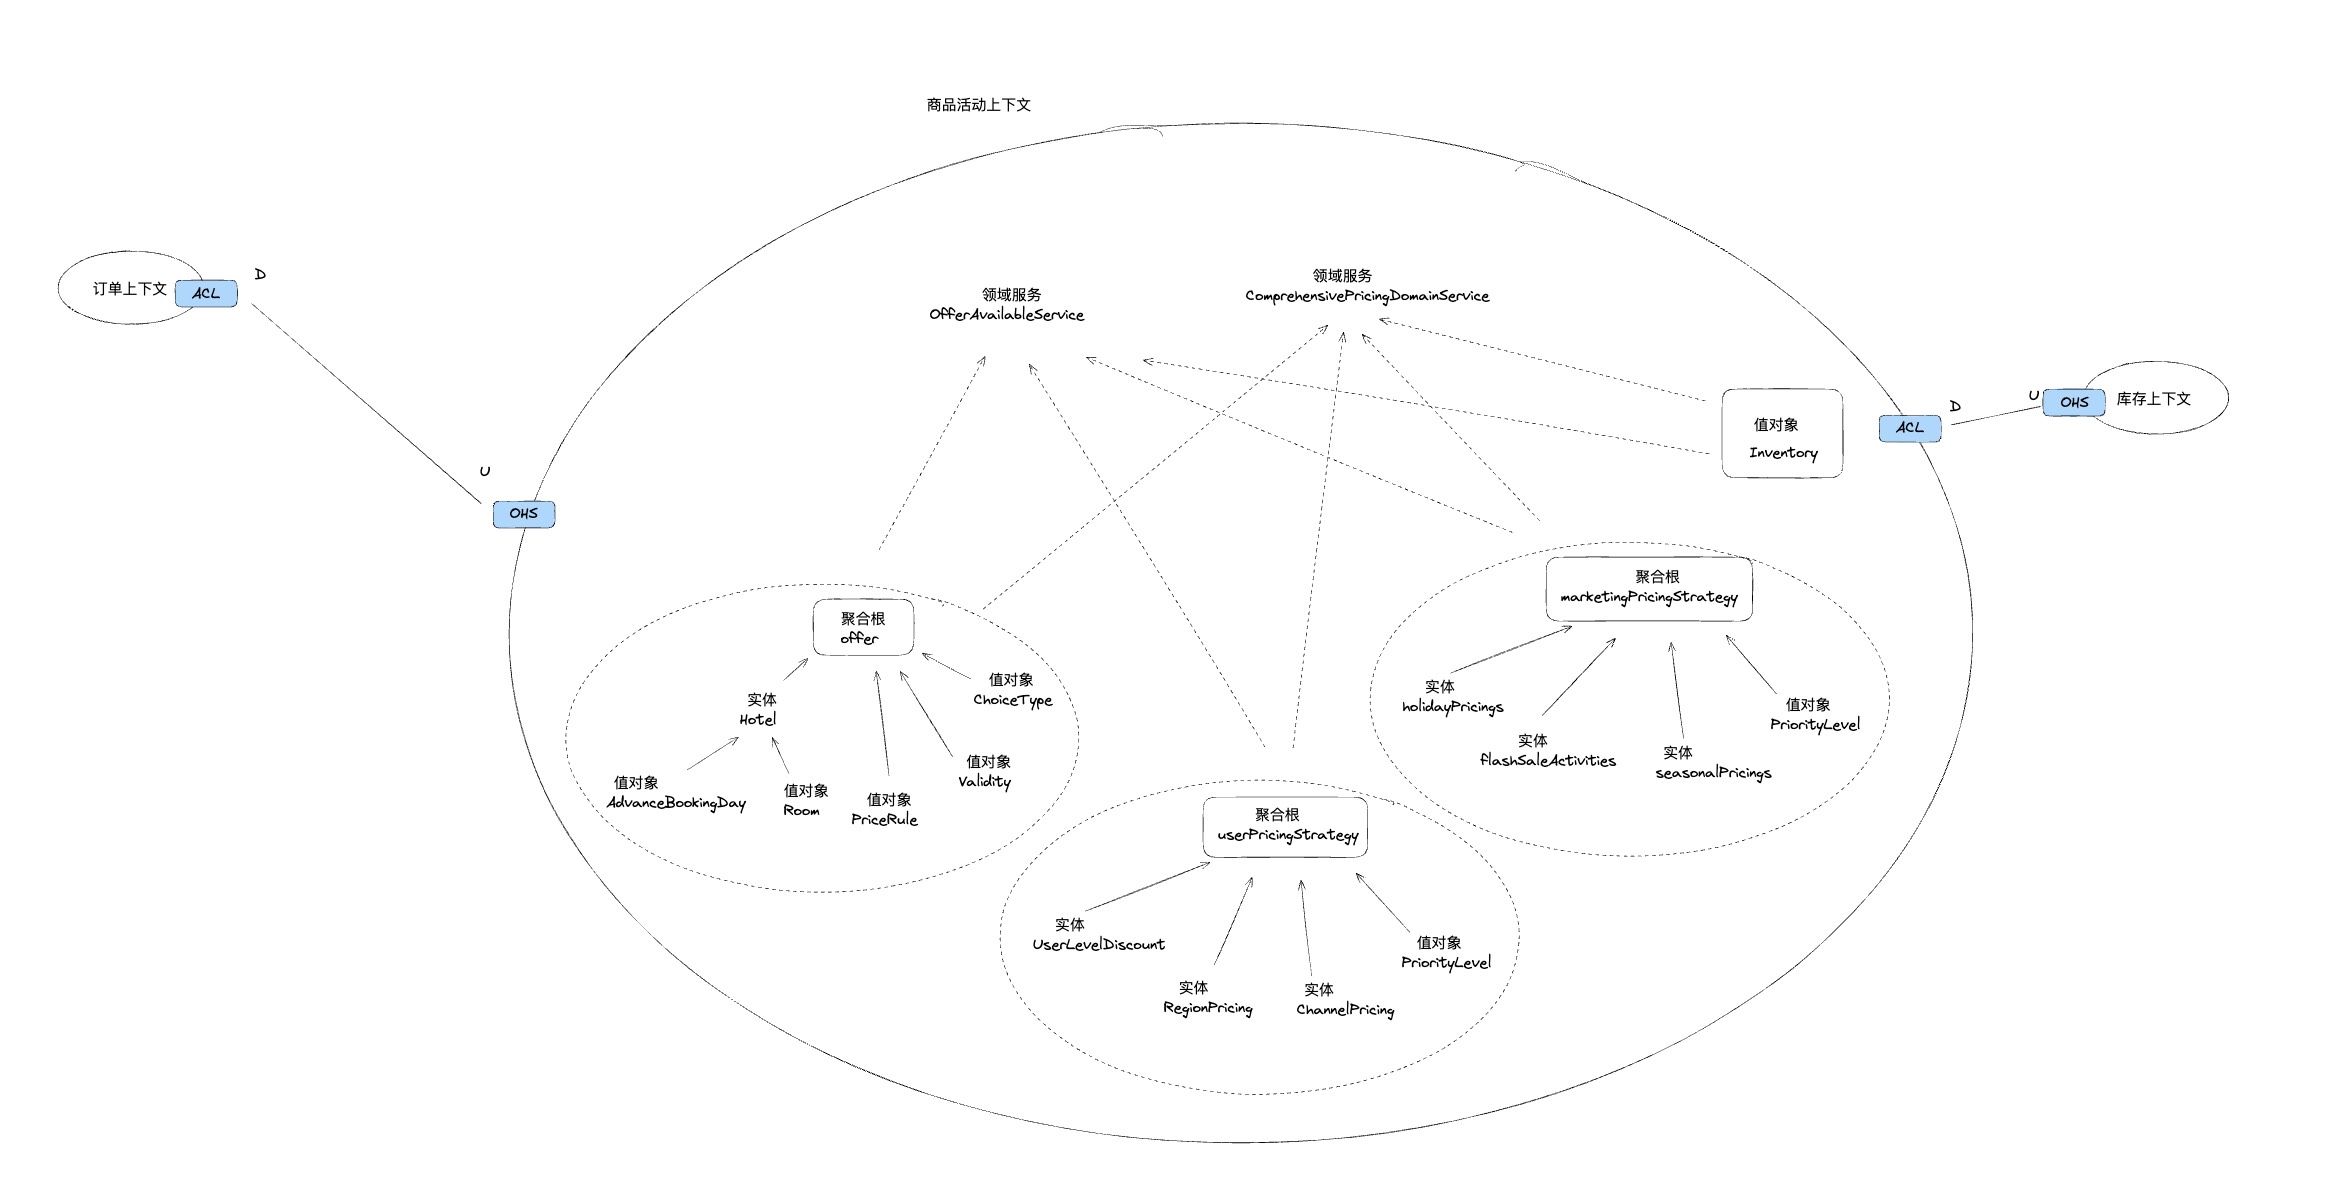 商品活动上下文
订单上下文
ACL
D
U
OHS
领域服务
OfferAvailableService
领域服务
ComprehensivePricingDomainService
值对象
Inventory
ACL
D
U
OHS
库存上下文
聚合根
offer
实体
Hotel
值对象
AdvanceBookingDay
值对象
Room
值对象
PriceRule
值对象
Validity
值对象
ChoiceType
聚合根
userPricingStrategy
实体
UserLevelDiscount
实体
RegionPricing
实体
ChannelPricing
值对象
PriorityLevel
聚合根
marketingPricingStrategy
实体
holidayPricings
实体
flashSaleActivities
实体
seasonalPricings
值对象
PriorityLevel